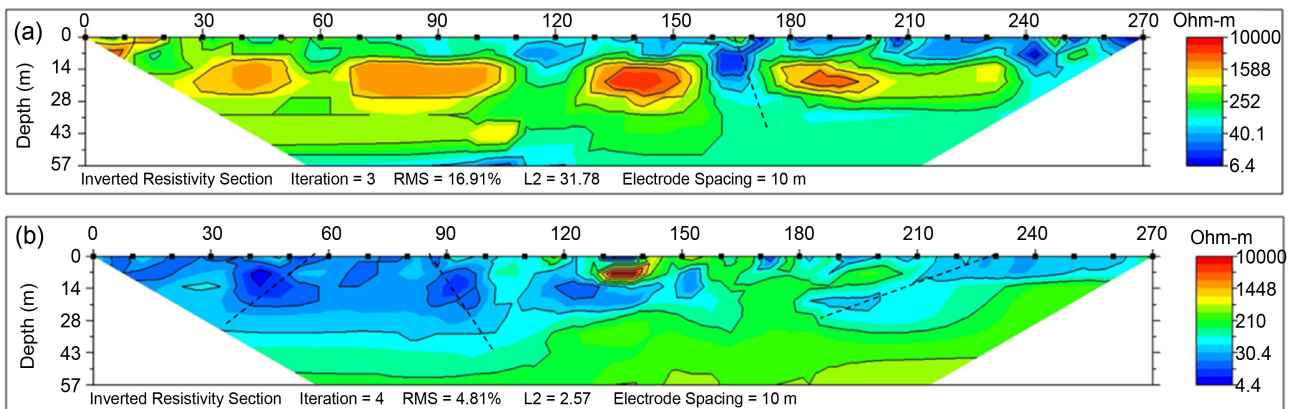 (a) 0 30 60 90 120 150 180 210 240 270 Ohm-m
0 14 28 43 57
Depth (m)
10000
1588
252
40.1
6.4
Inverted Resistivity Section Iteration = 3 RMS = 16.91% L2 = 31.78 Electrode Spacing = 10 m
(b) 0 30 60 90 120 150 180 210 240 270 Ohm-m
0 14 28 43 57
Depth (m)
10000
1448
210
30.4
4.4
Inverted Resistivity Section Iteration = 4 RMS = 4.81% L2 = 2.57 Electrode Spacing = 10 m